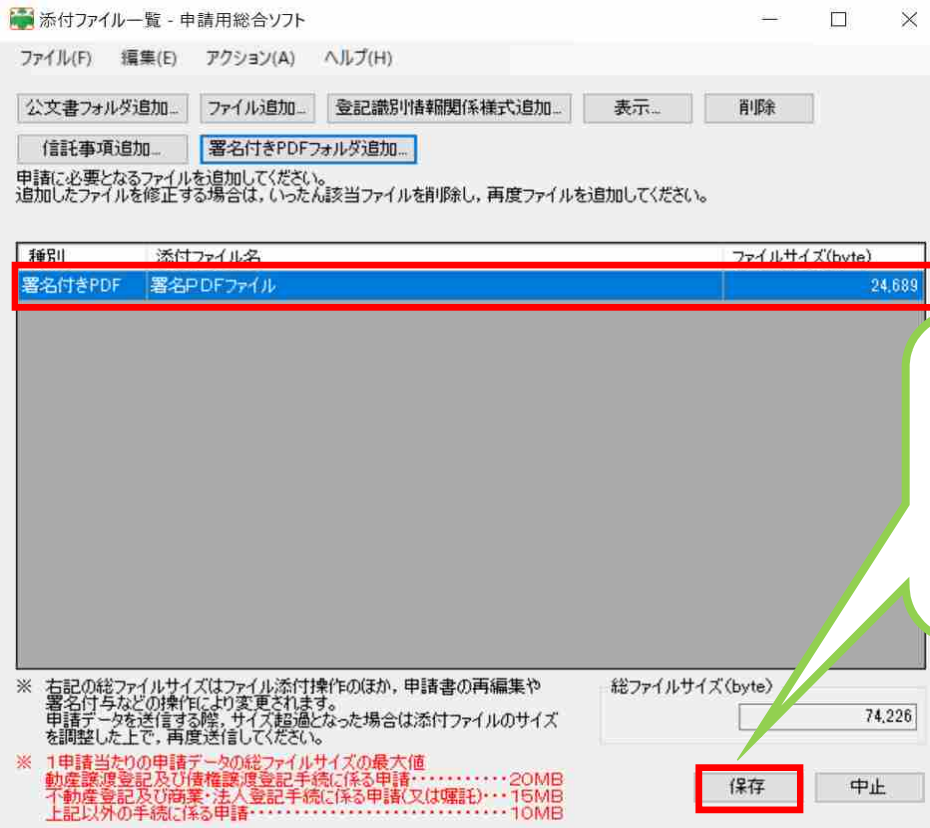 添付ファイル一覧 - 申請用総合ソフト
ファイル(F) 編集(E) アクション(A) ヘルプ(H)
公文書フォルダ追加... ファイル追加... 登記識別情報関係様式追加... 表示... 削除
信託事項追加... 署名付きPDFフォルダ追加...
申請に必要となるファイルを追加してください。
追加したファイルを修正する場合は，いったん該当ファイルを削除し，再度ファイルを追加してください。
種別 添付ファイル名 ファイルサイズ(byte)
署名付きPDF 署名ＰＤＦファイル 24,689
※ 右記の総ファイルサイズはファイル添付操作のほか，申請書の再編集や
署名付与などの操作により変更されます。
申請データを送信する際，サイズ超過となった場合は添付ファイルのサイズ
を調整した上で，再度送信してください。
総ファイルサイズ(byte)
74,226
※ 1申請当たりの申請データの総ファイルサイズの最大値
動産譲渡登記及び債権譲渡登記手続に係る申請‥‥‥‥‥‥20MB
不動産登記及び商業・法人登記手続に係る申請(又は嘱託)‥‥15MB
上記以外の手続に係る申請‥‥‥‥‥‥‥‥‥‥‥‥‥‥10MB
保存 中止